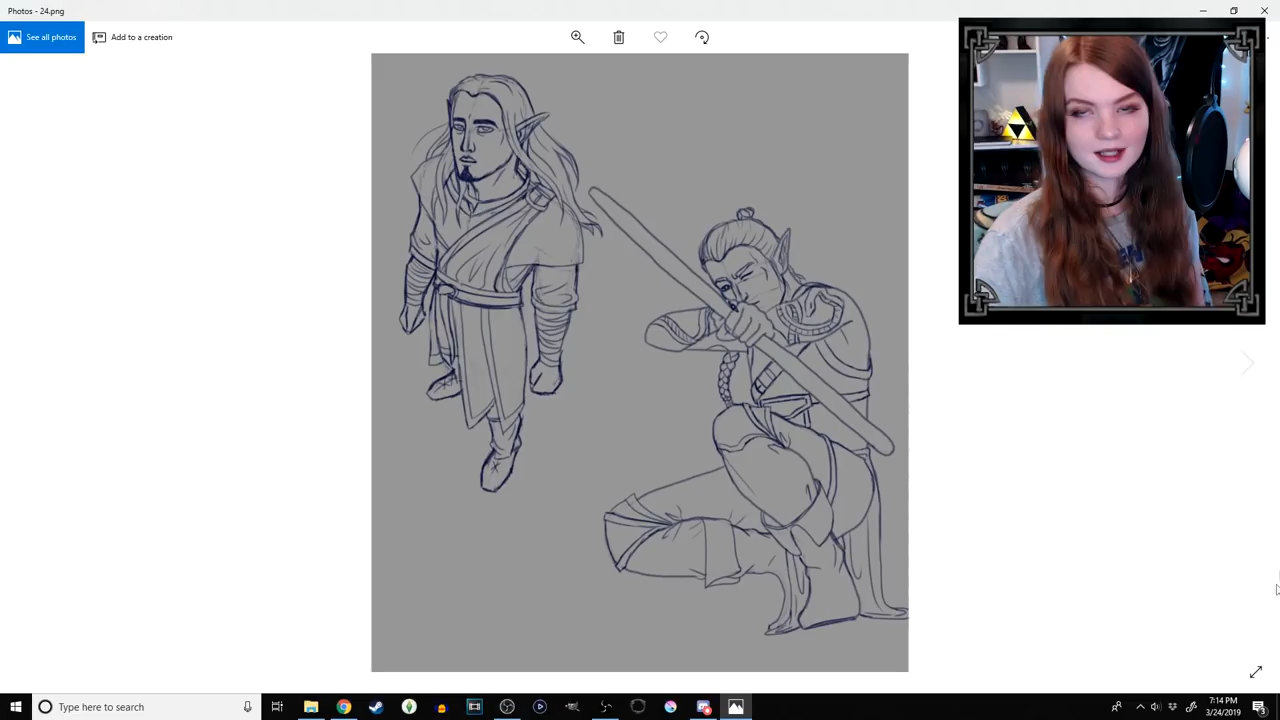 Photos - 24.png
See all photos
Add to a creation
Type here to search
7:14 PM
3/24/2019
3